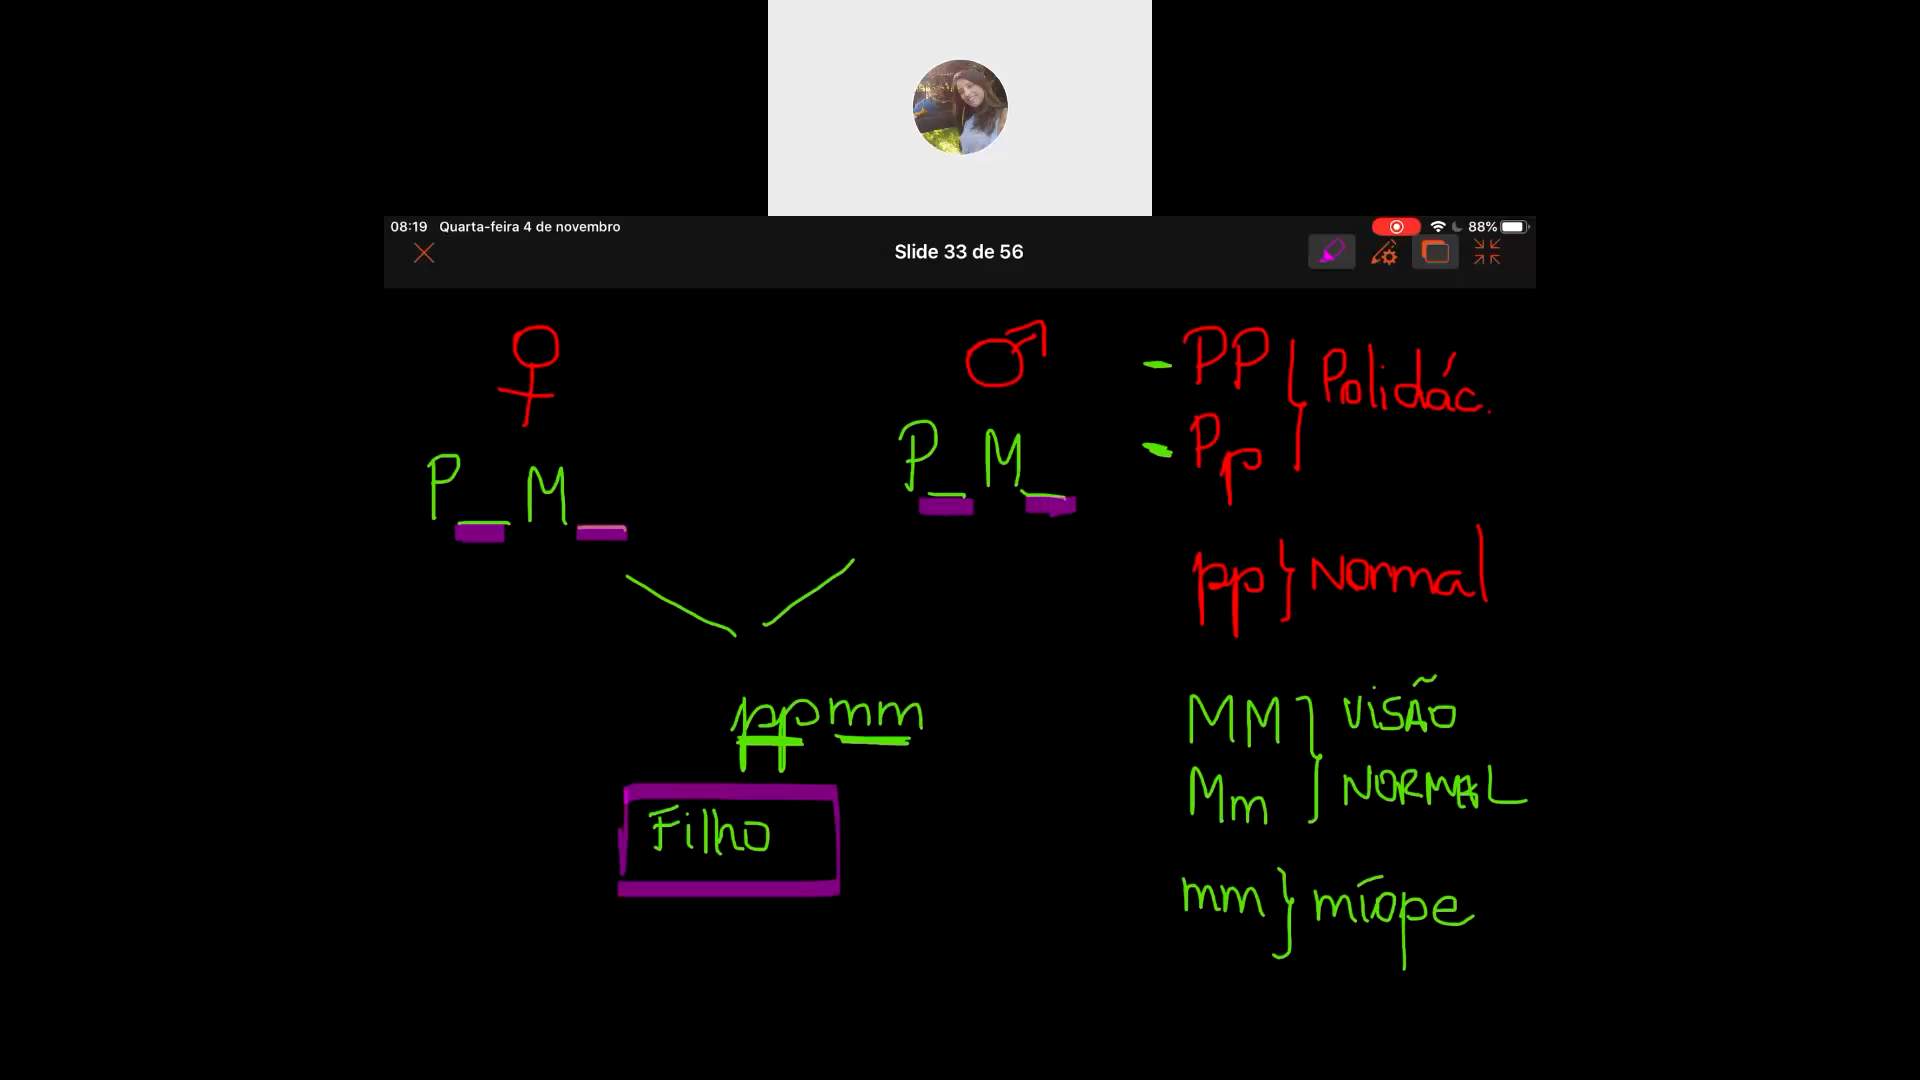 08:19 Quarta-feira 4 de novembro 88%
Slide 33 de 56
♀ ♂
P_ M_ P_ M_
ppmm
Filho
- PP } Polidác.
- Pp
pp } Normal
MM } VISÃO
Mm } NORMAL
mm } míope